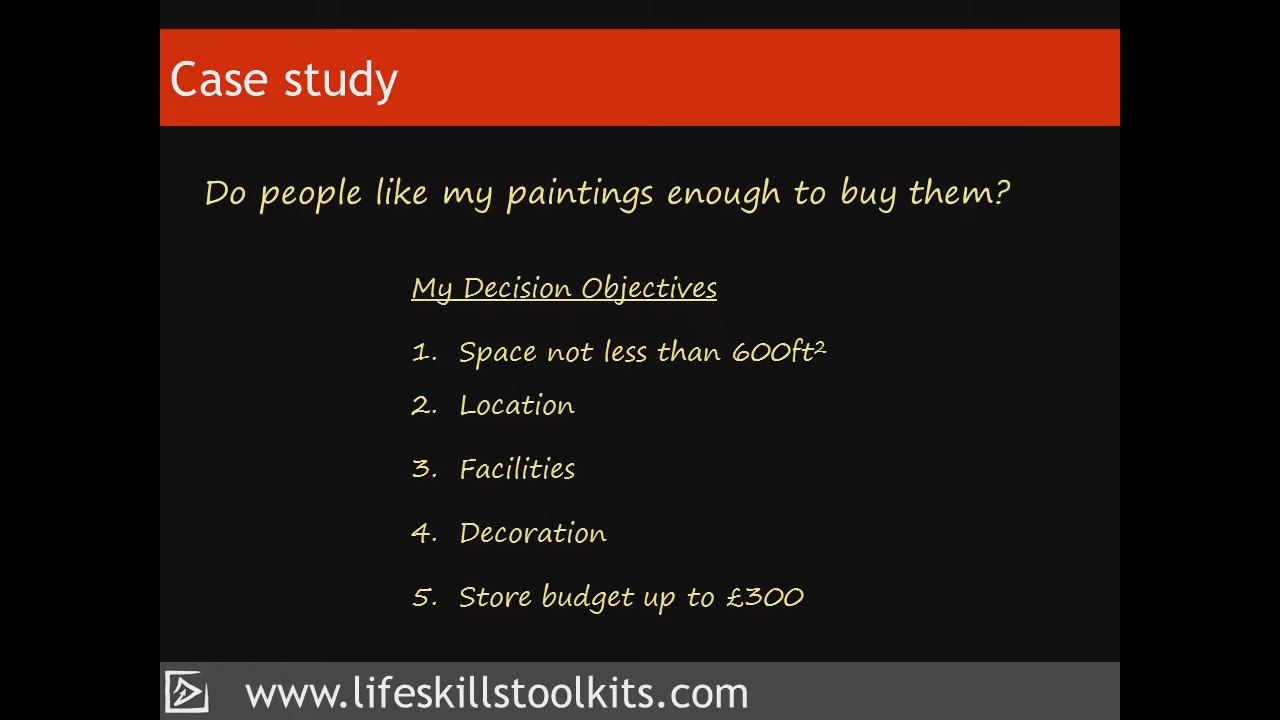 Case study
Do people like my paintings enough to buy them?
My Decision Objectives
1. Space not less than 600ft²
2. Location
3. Facilities
4. Decoration
5. Store budget up to £300
www.lifeskillstoolkits.com